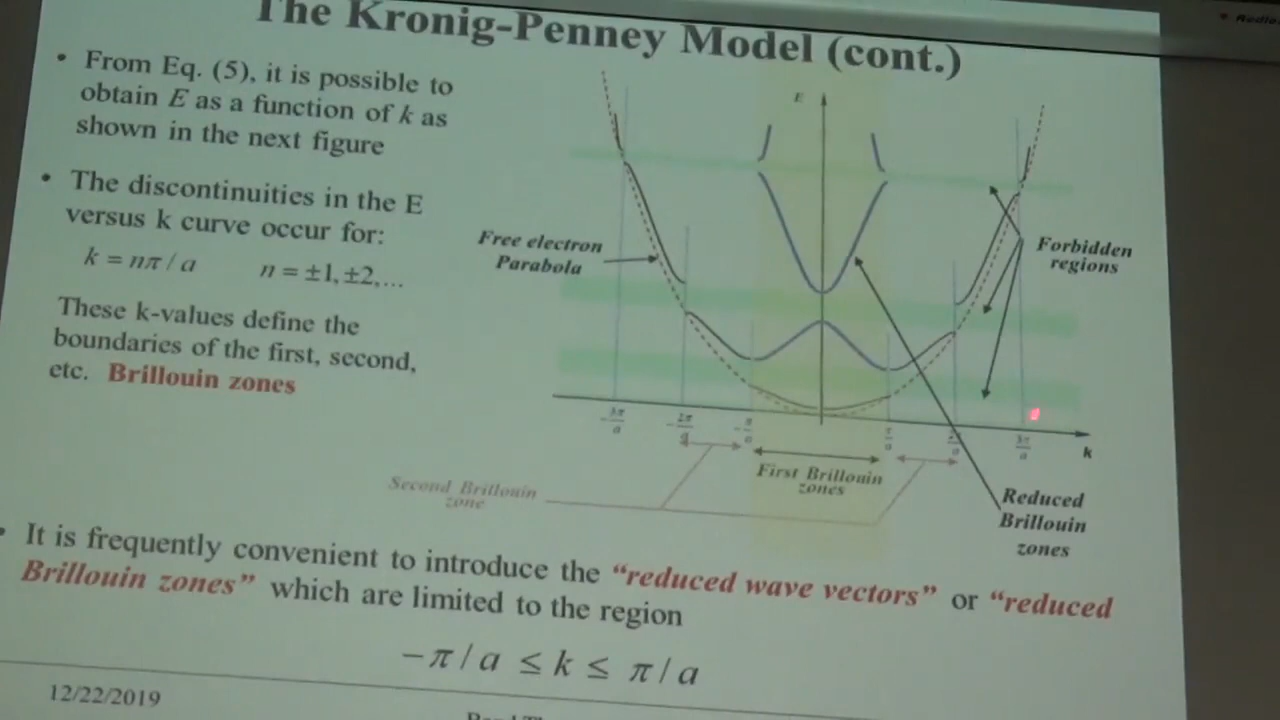 The Kronig-Penney Model (cont.)
• From Eq. (5), it is possible to
obtain E as a function of k as
shown in the next figure
• The discontinuities in the E
versus k curve occur for:
k = nπ / a n = ±1, ±2,...
These k-values define the
boundaries of the first, second,
etc. Brillouin zones
E
Free electron
Parabola
Forbidden
regions
-3π/a
-2π/a
-π/a
π/a
3π/a
k
First Brillouin
zones
Second Brillouin
zone
Reduced
Brillouin
zones
• It is frequently convenient to introduce the “reduced wave vectors” or “reduced
Brillouin zones” which are limited to the region
-π / a ≤ k ≤ π / a
12/22/2019